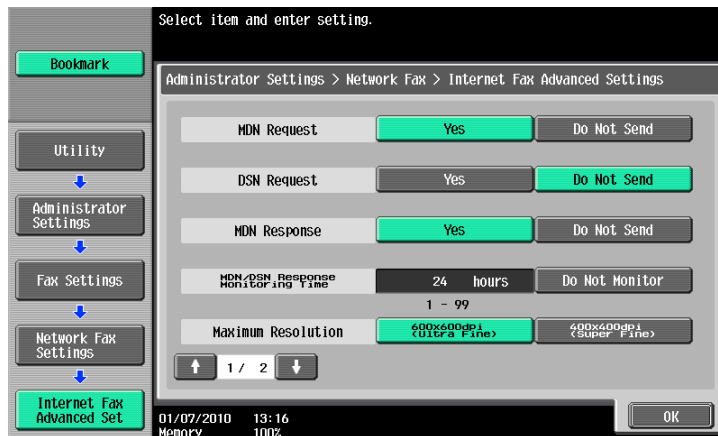 Select item and enter setting.
Bookmark
Administrator Settings > Network Fax > Internet Fax Advanced Settings
MDN Request
Yes
Do Not Send
Utility
DSN Request
Yes
Do Not Send
Administrator
Settings
MDN Response
Yes
Do Not Send
Fax Settings
MDN/DSN Response
Monitoring Time
24 hours
Do Not Monitor
1 - 99
Network Fax
Settings
Maximum Resolution
600x600dpi
(Ultra Fine)
400x400dpi
(Super Fine)
1/ 2
Internet Fax
Advanced Set
01/07/2010 13:16
Memory 100%
OK